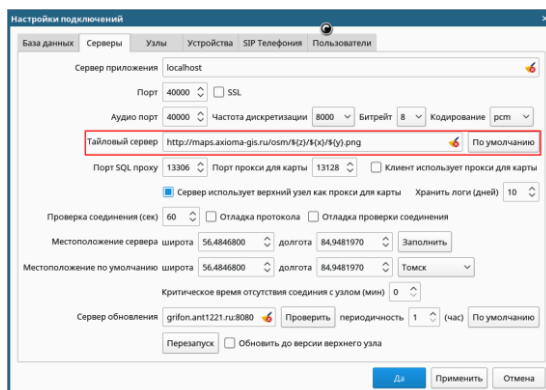 Настройки подключений
База данных Серверы Узлы Устройства SIP Телефония Пользователи
Сервер приложения localhost
Порт 40000 SSL
Аудио порт 40000 Частота дискретизации 8000 Битрейт 8 Кодирование pcm
Тайловый сервер http://maps.axioma-gis.ru/osm/${z}/${x}/${y}.png По умолчанию
Порт SQL proxy 13306 Порт прокси для карты 13128 Клиент использует прокси для карты
Сервер использует верхний узел как прокси для карты Хранить логи (дней) 10
Проверка соединения (сек) 60 Отладка протокола Отладка проверки соединения
Местоположение сервера широта 56,4846800 долгота 84,9481970 Заполнить
Местоположение по умолчанию широта 56,4846800 долгота 84,9481970 Томск
Критическое время отсутствия соединия с узлом (мин) 0
Сервер обновления grifon.ant1221.ru:8080 Проверить периодичность 1 (час) По умолчанию
Перезапуск Обновить до версии верхнего узла
Да Применить Отмена